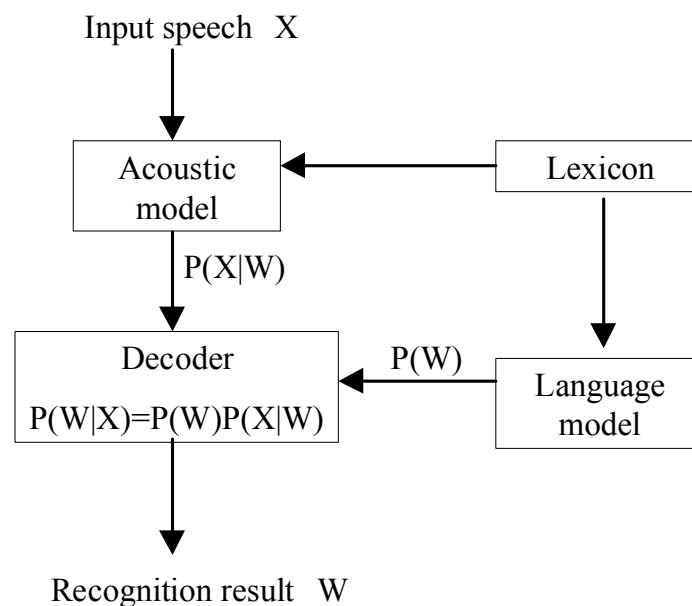 Input speech X
Acoustic
model
Lexicon
P(X|W)
Decoder
P(W|X)=P(W)P(X|W)
P(W)
Language
model
Recognition result W